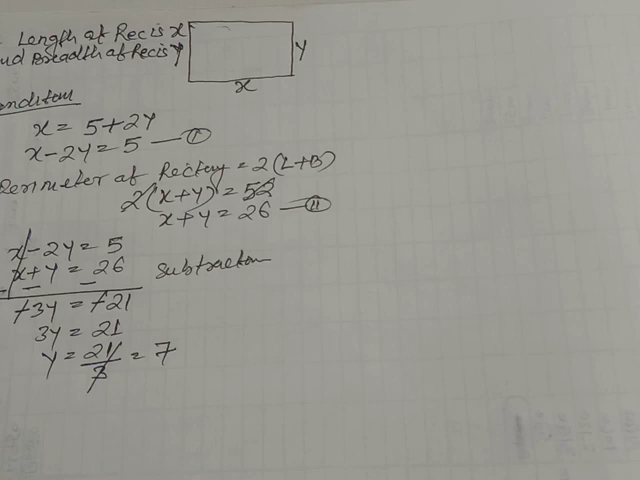 Length of Rec is x
and Breadth of Rec is y
y
x
Condition
x = 5+2y
x-2y = 5 — I
Perimeter of Rectang = 2(L+B)
2(x+y) = 52
x+y = 26 — II
x-2y = 5
x+y = 26 Subtraction
- - -
+3y = +21
3y = 21
y = 21/3 = 7